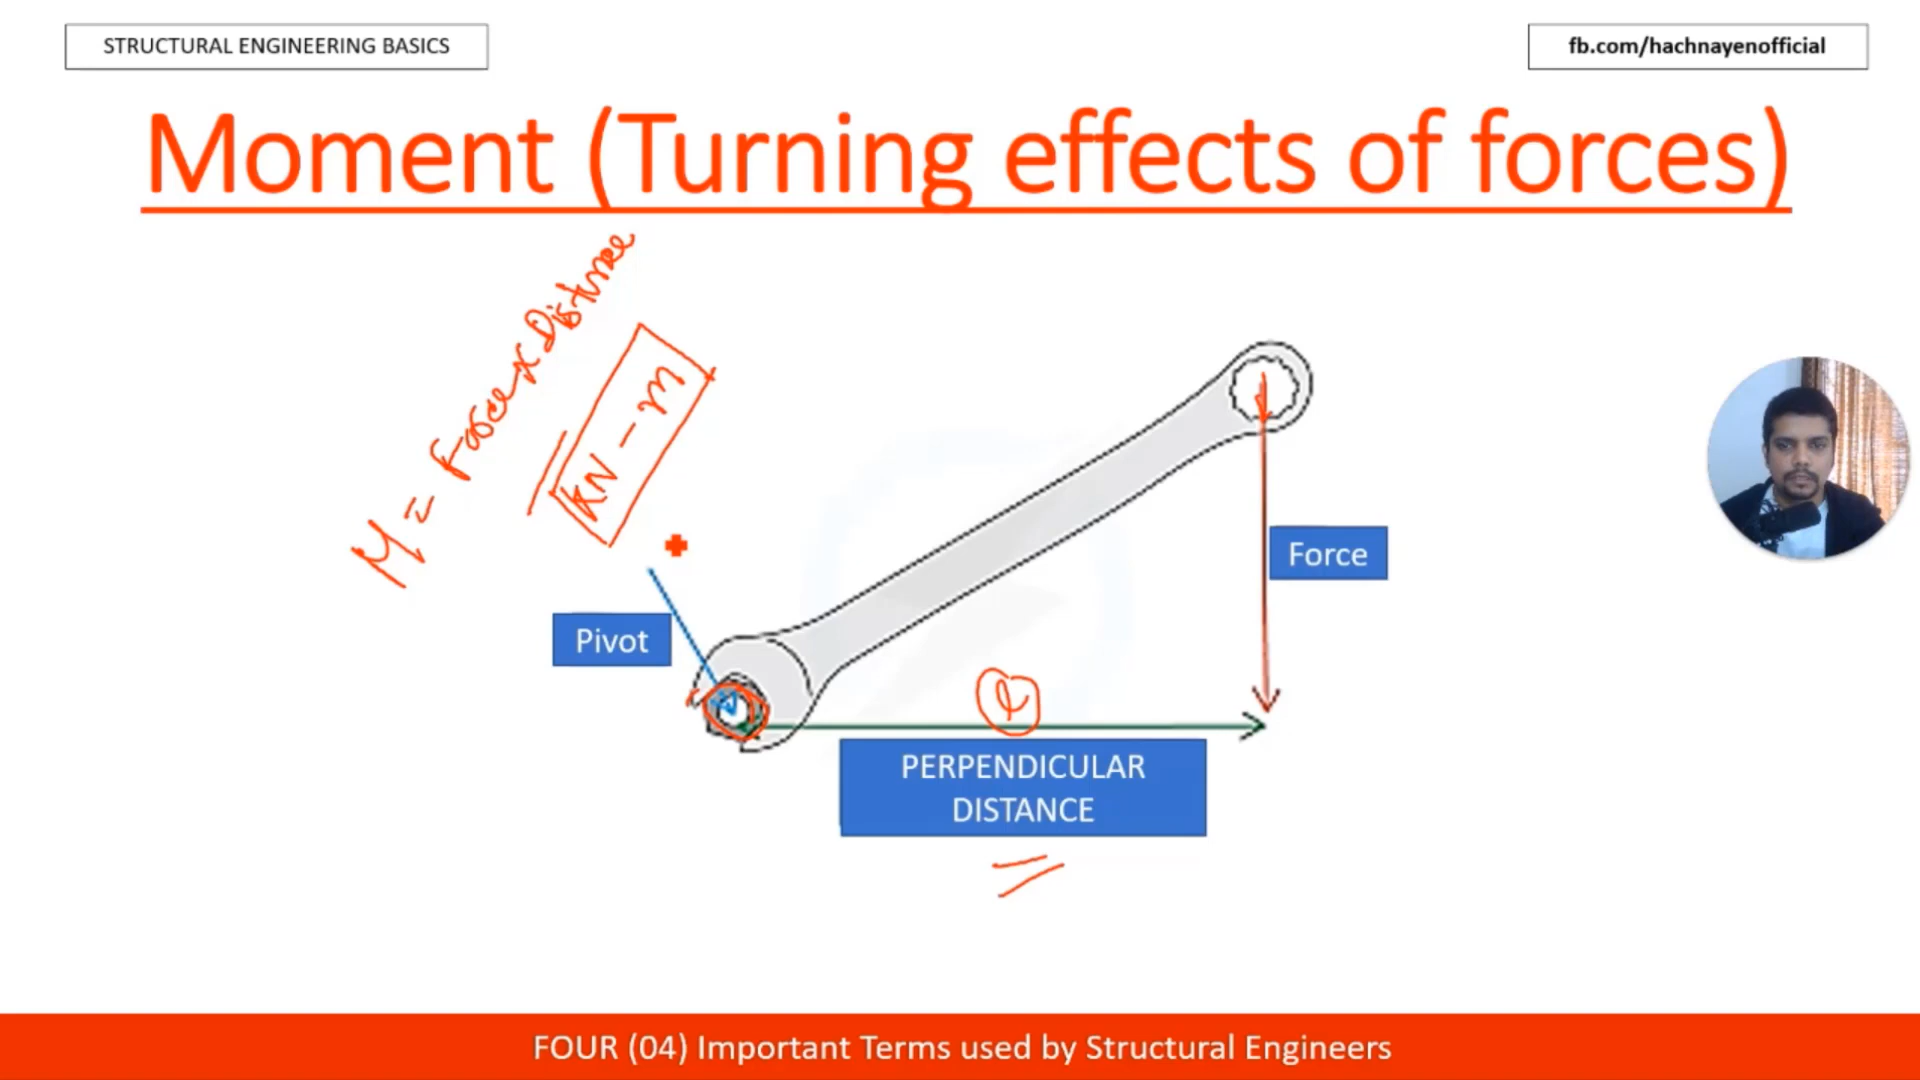 STRUCTURAL ENGINEERING BASICS
fb.com/hachnayenofficial
Moment (Turning effects of forces)
M = Force x Distance
KN - m
Force
Pivot
PERPENDICULAR
DISTANCE
FOUR (04) Important Terms used by Structural Engineers